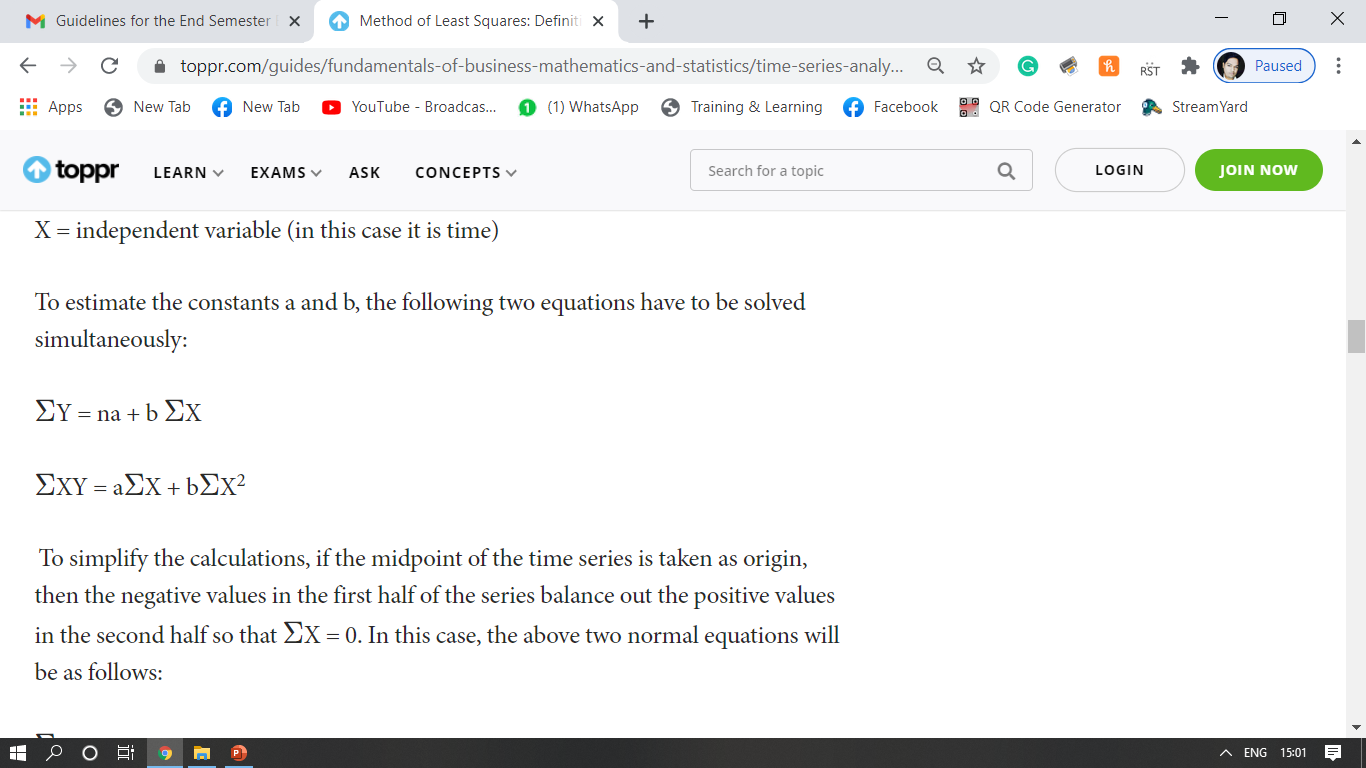 Guidelines for the End Semester
Method of Least Squares: Definiti
toppr.com/guides/fundamentals-of-business-mathematics-and-statistics/time-series-analy...
RST
Paused
Apps
New Tab
New Tab
YouTube - Broadcas...
(1) WhatsApp
Training & Learning
Facebook
QR Code Generator
StreamYard
toppr
LEARN
EXAMS
ASK
CONCEPTS
Search for a topic
LOGIN
JOIN NOW
X = independent variable (in this case it is time)
To estimate the constants a and b, the following two equations have to be solved
simultaneously:
ΣY = na + b ΣX
ΣXY = aΣX + bΣX²
To simplify the calculations, if the midpoint of the time series is taken as origin,
then the negative values in the first half of the series balance out the positive values
in the second half so that ΣX = 0. In this case, the above two normal equations will
be as follows:
ENG
15:01